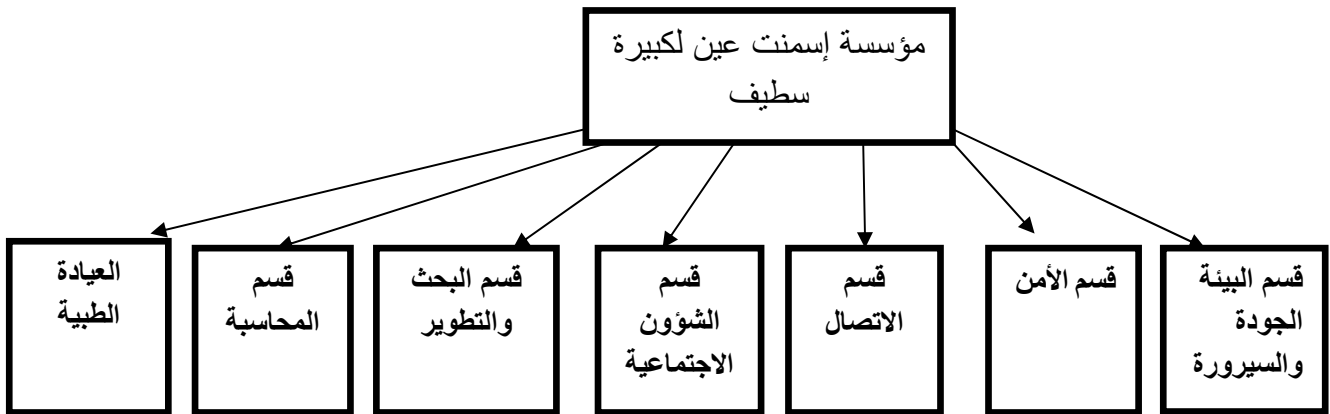 مؤسسة إسمنت عين لكبيرة
سطيف
قسم البيئة
الجودة
والسيرورة
قسم الأمن
قسم
الاتصال
قسم
الشؤون
الاجتماعية
قسم البحث
والتطوير
قسم
المحاسبة
العيادة
الطبية